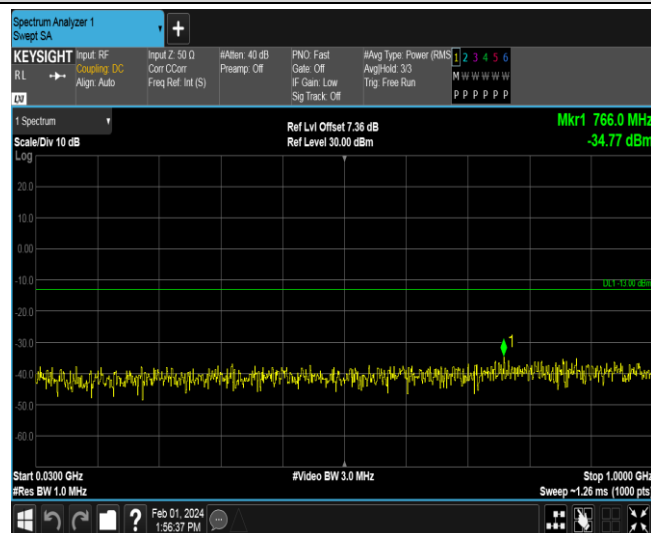 Spectrum Analyzer 1
Swept SA
+
KEYSIGHT
RL
Input: RF
Coupling: DC
Align: Auto
Input Z: 50 Ω
Corr CCorr
Freq Ref: Int (S)
#Atten: 40 dB
Preamp: Off
PNO: Fast
Gate: Off
IF Gain: Low
Sig Track: Off
#Avg Type: Power (RMS
Avg|Hold: 3/3
Trig: Free Run
1 2 3 4 5 6
M W W W W W
P P P P P P
1 Spectrum
Scale/Div 10 dB
Ref Lvl Offset 7.36 dB
Ref Level 30.00 dBm
Mkr1 766.0 MHz
-34.77 dBm
Log
20.0
10.0
0.00
-10.0
DL1 -13.00 dBm
-20.0
-30.0
1
-40.0
-50.0
-60.0
Start 0.0300 GHz
#Res BW 1.0 MHz
#Video BW 3.0 MHz
Stop 1.0000 GHz
Sweep ~1.26 ms (1000 pts)
?
Feb 01, 2024
1:56:37 PM